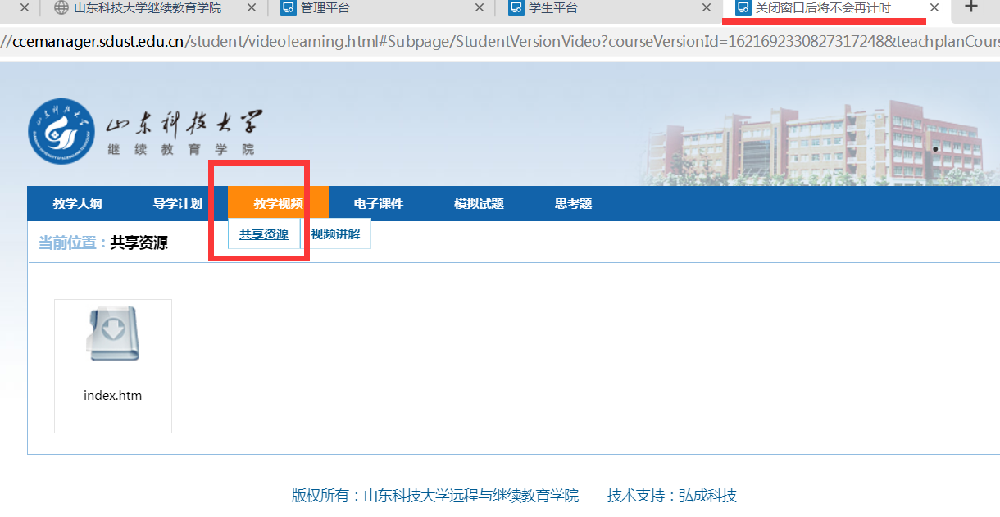 山东科技大学继续教育学院
管理平台
学生平台
关闭窗口后将不会再计时
//ccemanager.sdust.edu.cn/student/videolearning.html#Subpage/StudentVersionVideo?courseVersionId=1621692330827317248&teachplanCours
山东科技大学
继续教育学院
教学大纲 导学计划 教学视频 电子课件 模拟试题 思考题
共享资源 视频讲解
当前位置：共享资源
index.htm
版权所有：山东科技大学远程与继续教育学院 技术支持：弘成科技